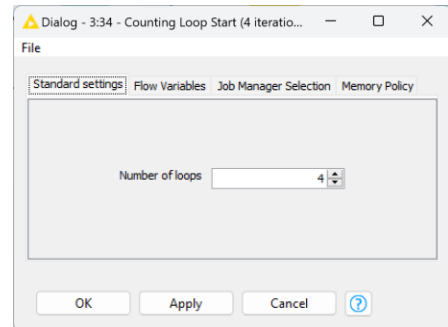 Dialog - 3:34 - Counting Loop Start (4 iteratio...
File
Standard settings Flow Variables Job Manager Selection Memory Policy
Number of loops 4
OK Apply Cancel ?